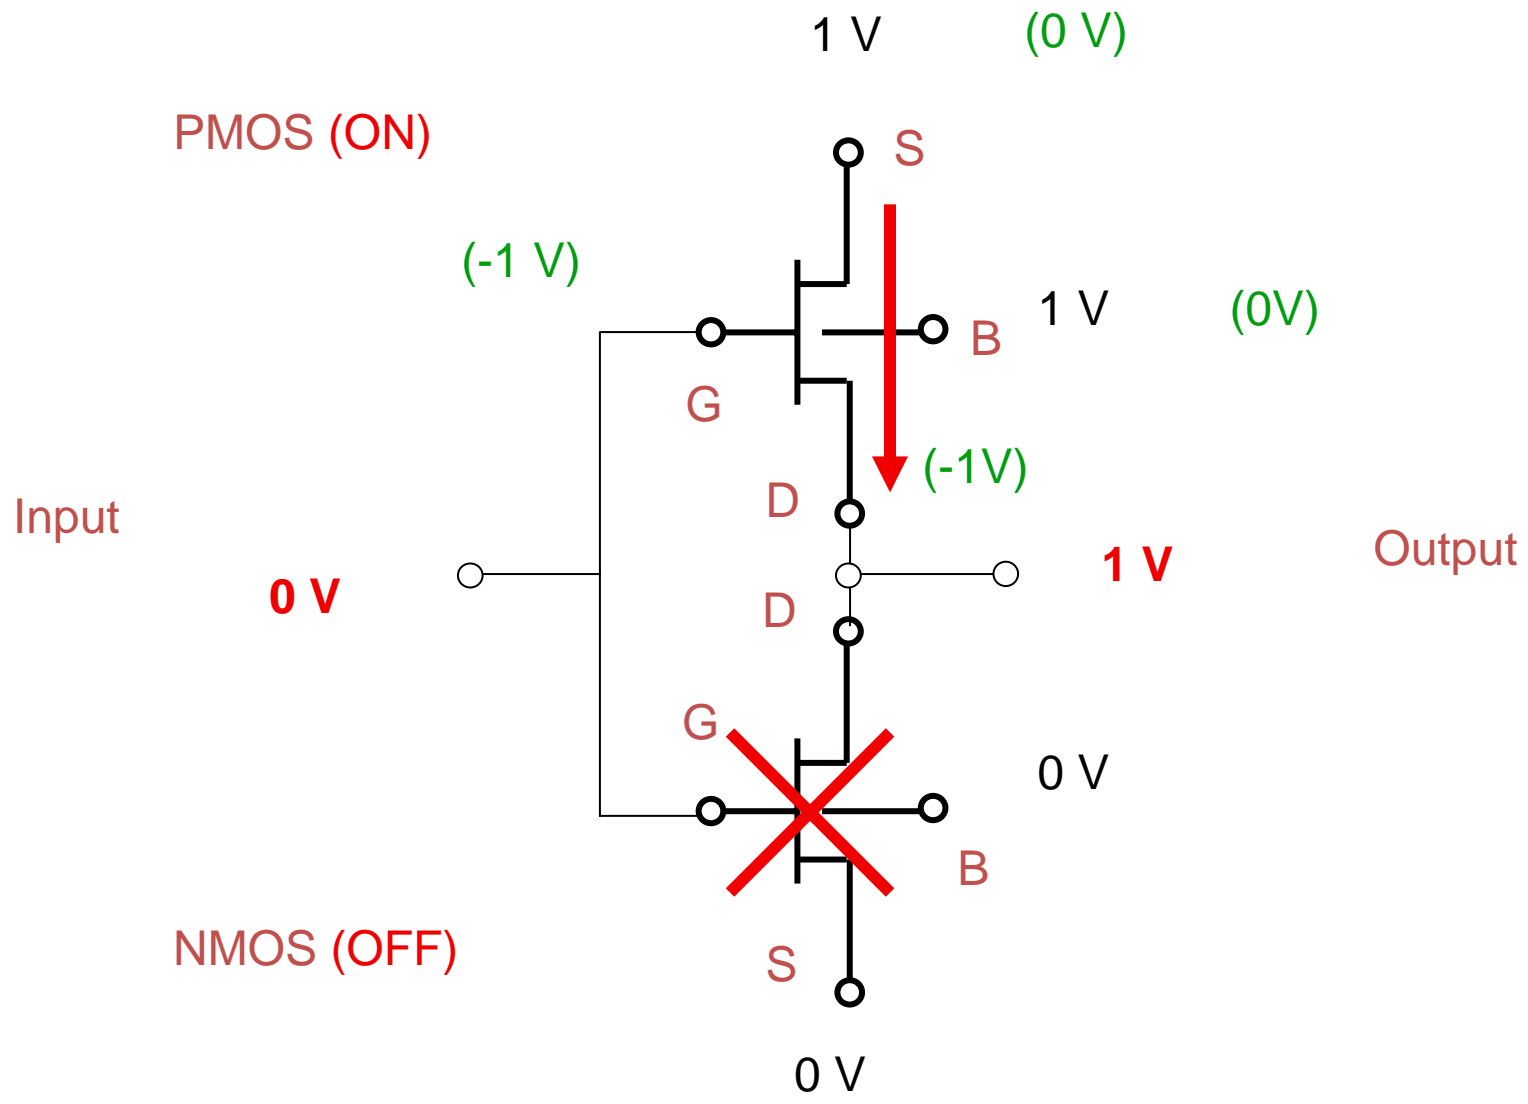 1 V (0 V)
PMOS (ON)
S
(-1 V)
1 V (0V)
B
G
(-1V)
D
Input
Output
1 V
0 V
D
G
0 V
B
NMOS (OFF)
S
0 V